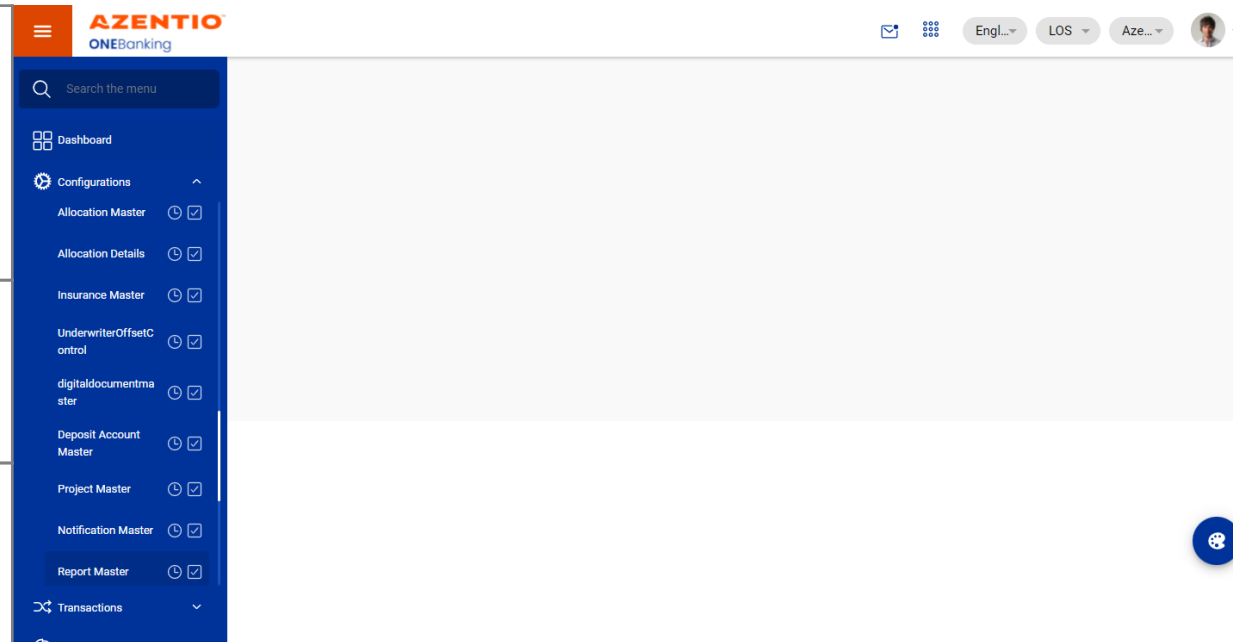 AZENTIO
ONEBanking
Engl...
LOS
Aze...
Search the menu
Dashboard
Configurations
Allocation Master
Allocation Details
Insurance Master
UnderwriterOffsetC
ontrol
digitaldocumentma
ster
Deposit Account
Master
Project Master
Notification Master
Report Master
Transactions